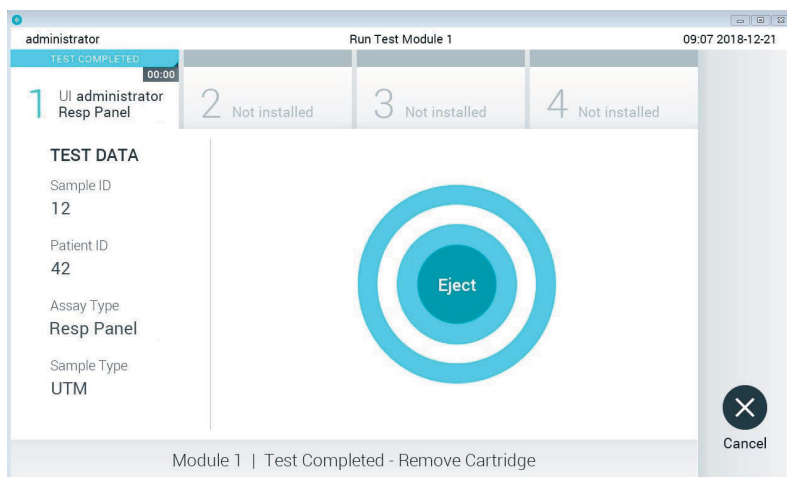 administrator Run Test Module 1 09:07 2018-12-21
TEST COMPLETED
00:00
1 UI administrator
Resp Panel
2 Not installed
3 Not installed
4 Not installed
TEST DATA
Sample ID
12
Patient ID
42
Assay Type
Resp Panel
Sample Type
UTM
Eject
Cancel
Module 1 | Test Completed - Remove Cartridge